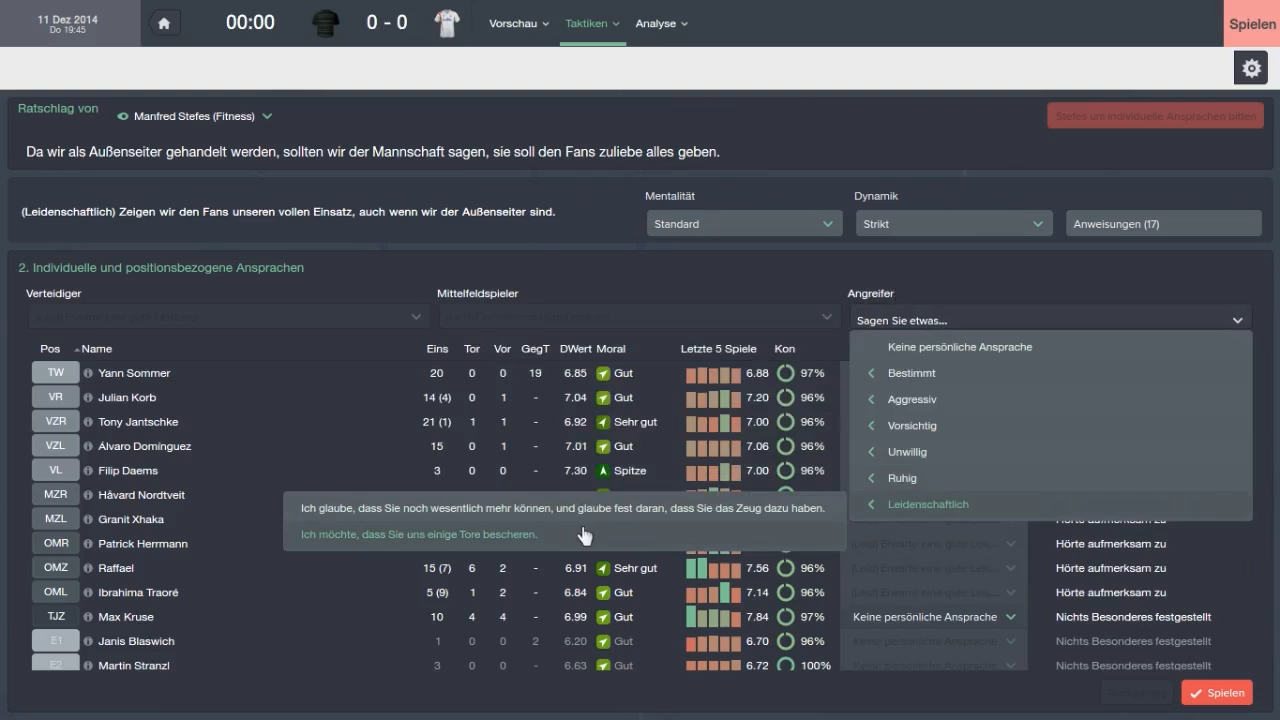 11 Dez 2014
Do 19:45
00:00
0 - 0
Vorschau
Taktiken
Analyse
Spielen
Ratschlag von
Manfred Stefes (Fitness)
Stefes um individuelle Ansprachen bitten
Da wir als Außenseiter gehandelt werden, sollten wir der Mannschaft sagen, sie soll den Fans zuliebe alles geben.
Mentalität
Dynamik
(Leidenschaftlich) Zeigen wir den Fans unseren vollen Einsatz, auch wenn wir der Außenseiter sind.
Standard
Strikt
Anweisungen (17)
2. Individuelle und positionsbezogene Ansprachen
Verteidiger
Mittelfeldspieler
Angreifer
Sagen Sie etwas...
Keine persönliche Ansprache
Bestimmt
Aggressiv
Vorsichtig
Unwillig
Ruhig
Leidenschaftlich
Pos Name Eins Tor Vor GegT DWert Moral Letzte 5 Spiele Kon
TW Yann Sommer 20 0 0 19 6.85 Gut 6.88 97%
VR Julian Korb 14 (4) 0 1 - 7.04 Gut 7.20 96%
VZR Tony Jantschke 21 (1) 1 1 - 6.92 Sehr gut 7.00 96%
VZL Álvaro Domínguez 15 0 1 - 7.01 Gut 7.06 96%
VL Filip Daems 3 0 0 - 7.30 Spitze 7.00 96%
MZR Håvard Nordtveit
Ich glaube, dass Sie noch wesentlich mehr können, und glaube fest daran, dass Sie das Zeug dazu haben.
Ich möchte, dass Sie uns einige Tore bescheren.
MZL Granit Xhaka Hörte aufmerksam zu
OMR Patrick Herrmann Hörte aufmerksam zu
OMZ Raffael 15 (7) 6 2 - 6.91 Sehr gut 7.56 96% Hörte aufmerksam zu
OML Ibrahima Traoré 5 (9) 1 2 - 6.84 Gut 7.14 96% Hörte aufmerksam zu
TJZ Max Kruse 10 4 4 - 6.99 Gut 7.84 97% Keine persönliche Ansprache Nichts Besonderes festgestellt
E1 Janis Blaswich 1 0 0 2 6.20 Gut 6.70 96% Keine persönliche Ansprache Nichts Besonderes festgestellt
E2 Martin Stranzl 3 0 0 - 6.63 Gut 6.72 100% Keine persönliche Ansprache Nichts Besonderes festgestellt
Spielen